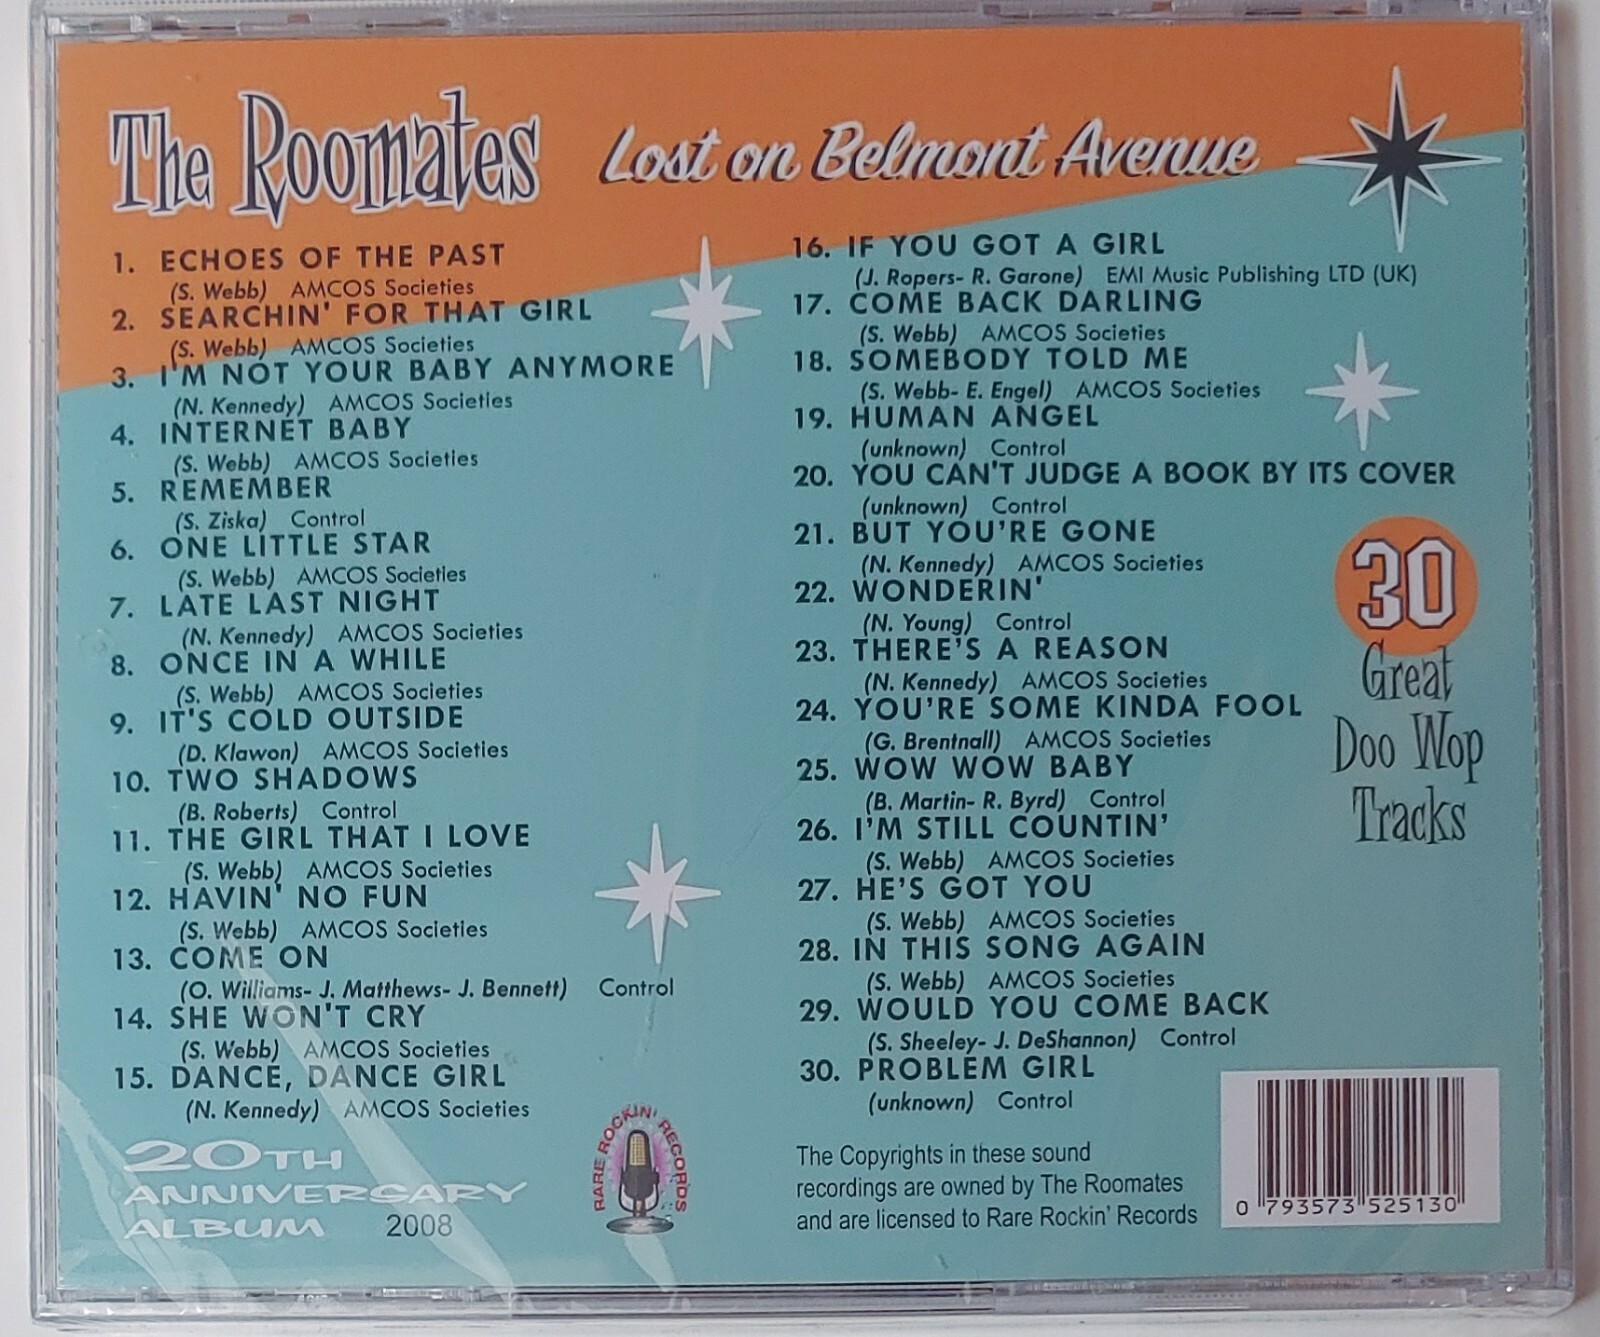 The Roomates
Lost on Belmont Avenue
1. ECHOES OF THE PAST
(S. Webb) AMCOS Societies
2. SEARCHIN' FOR THAT GIRL
(S. Webb) AMCOS Societies
3. I'M NOT YOUR BABY ANYMORE
(N. Kennedy) AMCOS Societies
4. INTERNET BABY
(S. Webb) AMCOS Societies
5. REMEMBER
(S. Ziska) Control
6. ONE LITTLE STAR
(S. Webb) AMCOS Societies
7. LATE LAST NIGHT
(N. Kennedy) AMCOS Societies
8. ONCE IN A WHILE
(S. Webb) AMCOS Societies
9. IT'S COLD OUTSIDE
(D. Klawon) AMCOS Societies
10. TWO SHADOWS
(B. Roberts) Control
11. THE GIRL THAT I LOVE
(S. Webb) AMCOS Societies
12. HAVIN' NO FUN
(S. Webb) AMCOS Societies
13. COME ON
(O. Williams- J. Matthews- J. Bennett) Control
14. SHE WON'T CRY
(S. Webb) AMCOS Societies
15. DANCE, DANCE GIRL
(N. Kennedy) AMCOS Societies
16. IF YOU GOT A GIRL
(J. Ropers- R. Garone) EMI Music Publishing LTD (UK)
17. COME BACK DARLING
(S. Webb) AMCOS Societies
18. SOMEBODY TOLD ME
(S. Webb- E. Engel) AMCOS Societies
19. HUMAN ANGEL
(unknown) Control
20. YOU CAN'T JUDGE A BOOK BY ITS COVER
(unknown) Control
21. BUT YOU'RE GONE
(N. Kennedy) AMCOS Societies
22. WONDERIN'
(N. Young) Control
23. THERE'S A REASON
(N. Kennedy) AMCOS Societies
24. YOU'RE SOME KINDA FOOL
(G. Brentnall) AMCOS Societies
25. WOW WOW BABY
(B. Martin- R. Byrd) Control
26. I'M STILL COUNTIN'
(S. Webb) AMCOS Societies
27. HE'S GOT YOU
(S. Webb) AMCOS Societies
28. IN THIS SONG AGAIN
(S. Webb) AMCOS Societies
29. WOULD YOU COME BACK
(S. Sheeley- J. DeShannon) Control
30. PROBLEM GIRL
(unknown) Control
30
Great
Doo Wop
Tracks
20TH
ANNIVERSARY
ALBUM 2008
RARE ROCKIN' RECORDS
The Copyrights in these sound
recordings are owned by The Roomates
and are licensed to Rare Rockin' Records
0 793573 525130